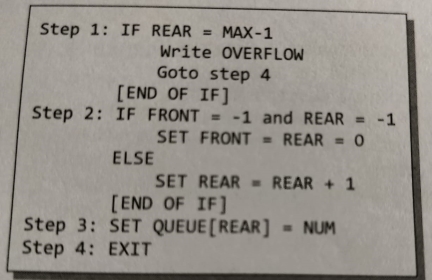 Step 1: IF REAR = MAX-1
Write OVERFLOW
Goto step 4
[END OF IF]
Step 2: IF FRONT = -1 and REAR = -1
SET FRONT = REAR = 0
ELSE
SET REAR = REAR + 1
[END OF IF]
Step 3: SET QUEUE[REAR] = NUM
Step 4: EXIT